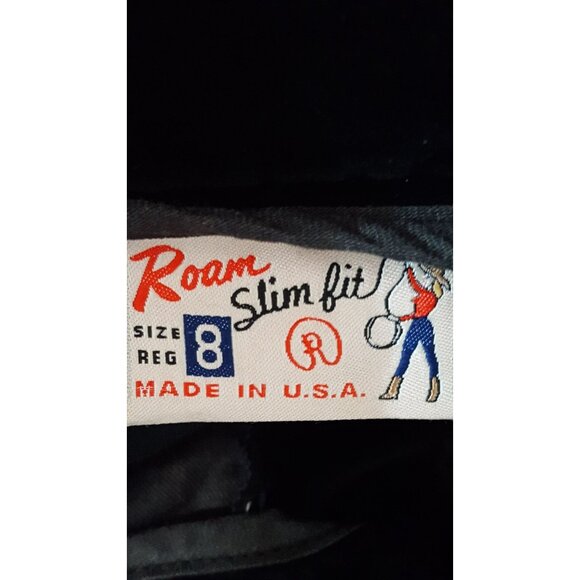 Roam
Slim fit
SIZE 8
REG
R
MADE IN U.S.A.